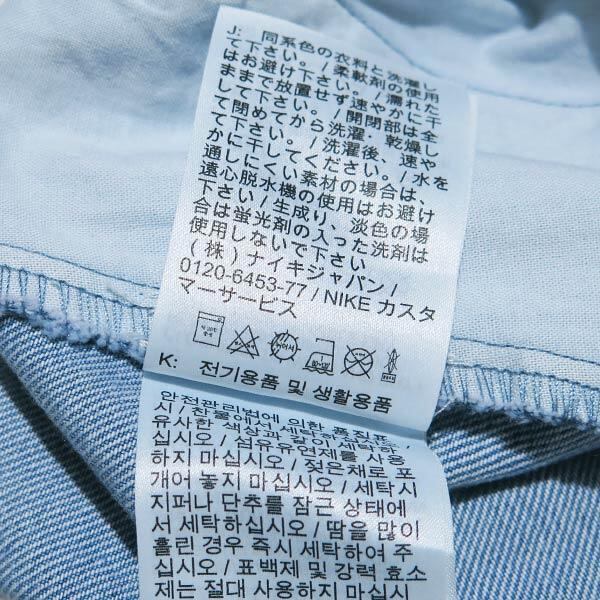 J: 同系色の衣料と洗濯し
て下さい。/柔軟剤の使用
はお避け下さい。/濡れた
ままで放置せず速やかに干
して下さい。/開閉部は全
て閉めてから洗濯、乾燥し
て下さい。/洗濯後、速や
かに干してください。/水を
通しにくい素材の場合は、
遠心脱水機の使用はお避け
下さい/生成り、淡色の場
合は蛍光剤の入った洗剤は
使用しないで下さい
(株)ナイキジャパン/
0120-6453-77/NIKE カスタ
マーサービス
K: 전기용품 및 생활용품
안전관리법에 의한 품질표
시/찬물에서 세탁하
유사한 색상과 같이 세탁하
십시오/섬유유연제를 사용
하지 마십시오/젖은채로 포
개어 놓지 마십시오/세탁시
지퍼나 단추를 잠근 상태에
서 세탁하십시오/땀을 많이
흘린 경우 즉시 세탁하여 주
십시오/표백제 및 강력 효소
제는 절대 사용하지 마십시